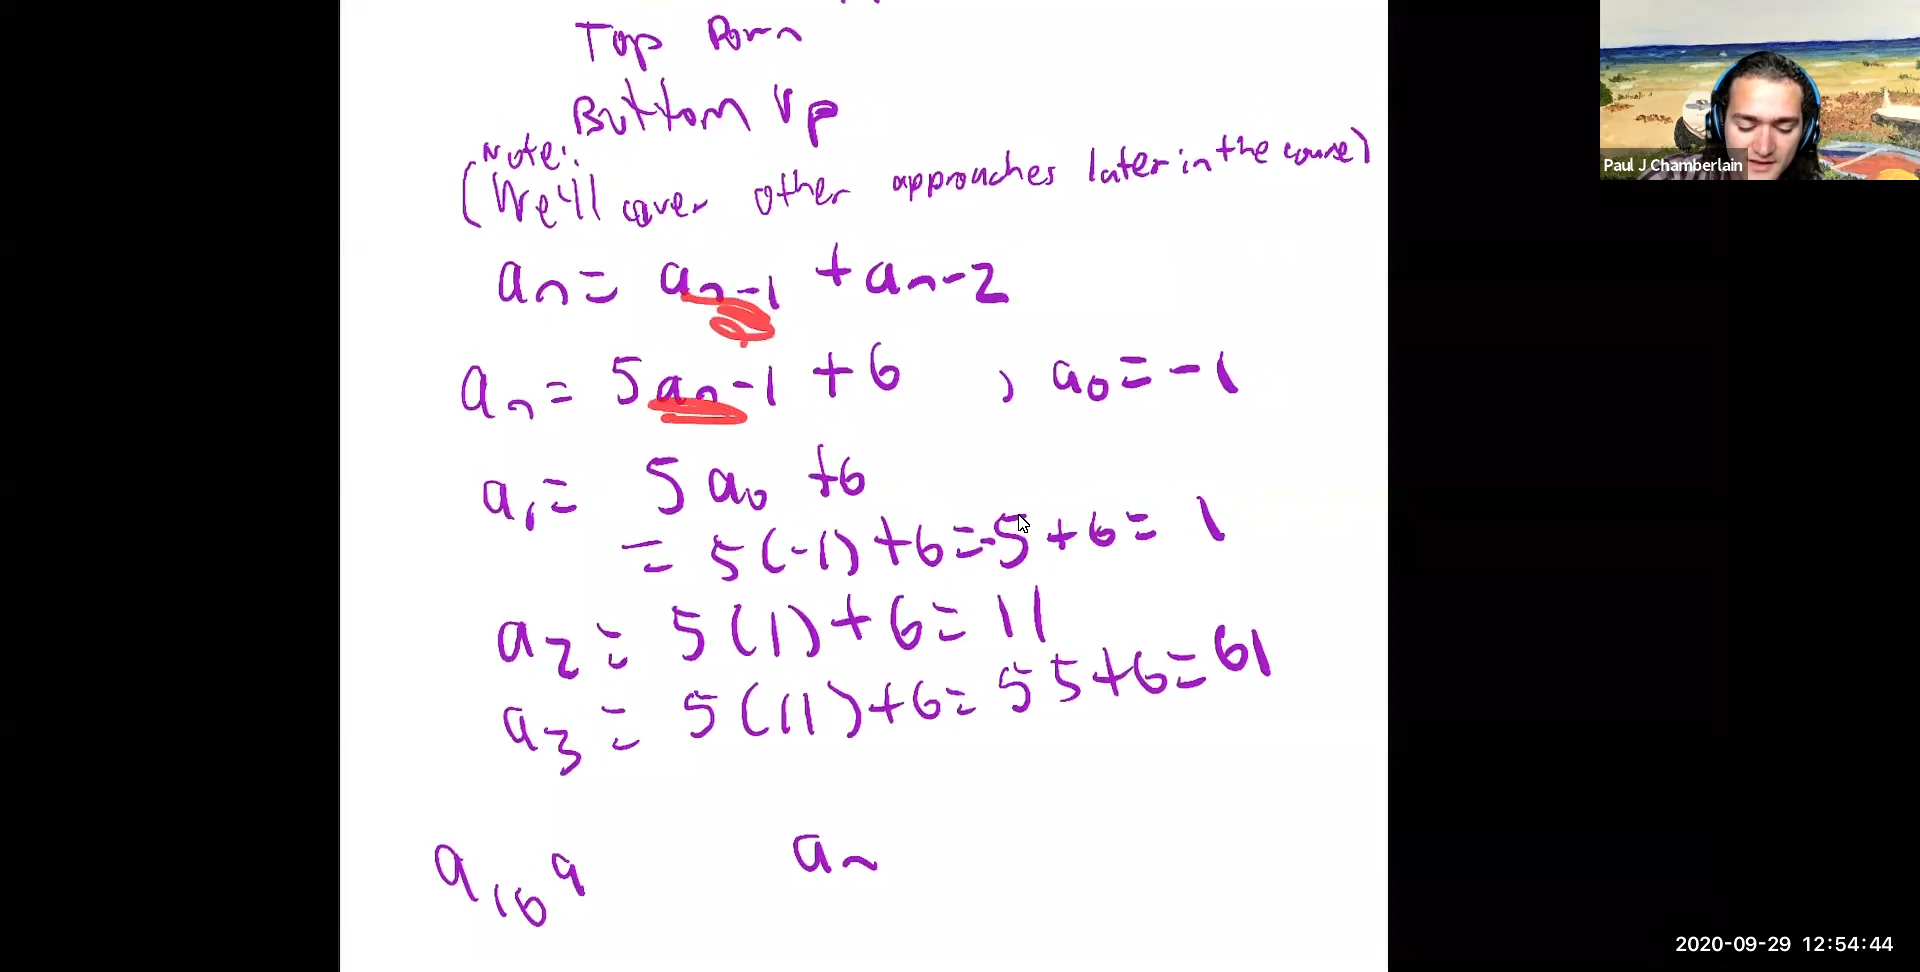 Top Down
Bottom Up
Note:
(We'll cover other approaches later in the course)
an = an-1 + an-2
an = 5an-1 + 6 , a0 = -1
a1 = 5a0 + 6
= 5(-1) + 6 = -5 + 6 = 1
a2 = 5(1) + 6 = 11
a3 = 5(11) + 6 = 55 + 6 = 61
a10^9 an
Paul J Chamberlain
2020-09-29 12:54:44